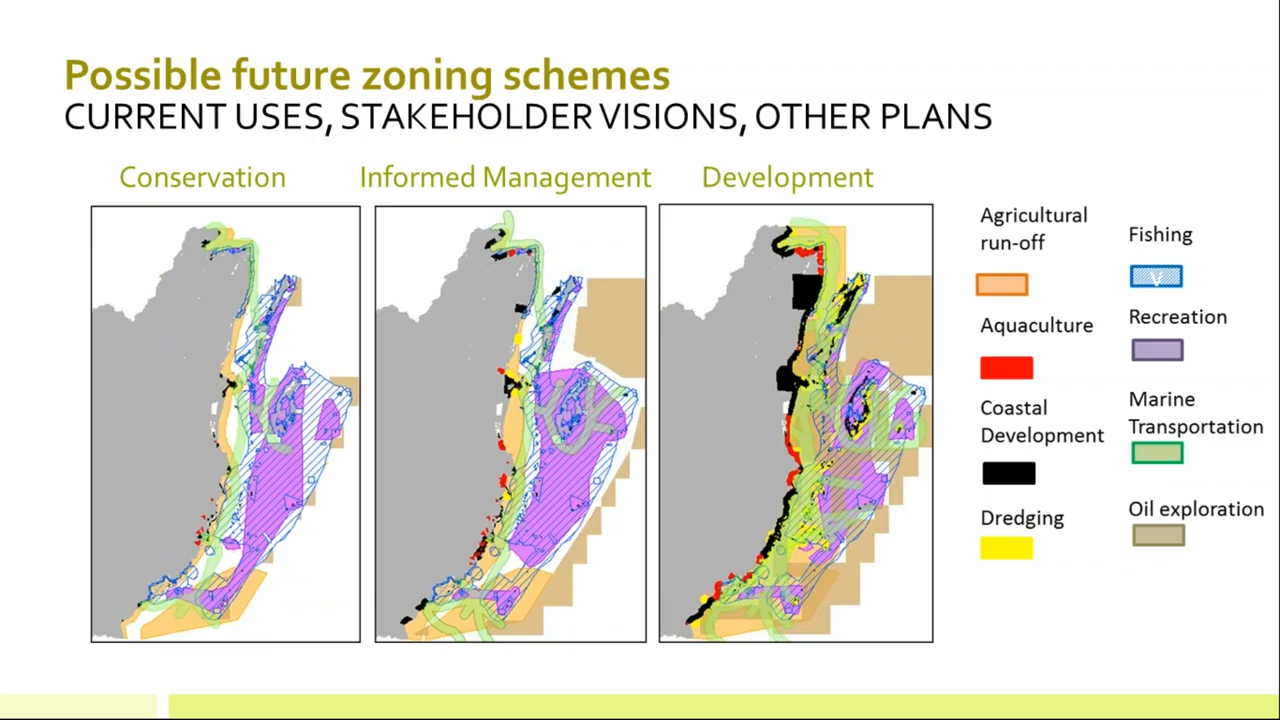 Possible future zoning schemes
CURRENT USES, STAKEHOLDER VISIONS, OTHER PLANS
Conservation
Informed Management
Development
Agricultural
run-off
Aquaculture
Coastal
Development
Dredging
Fishing
Recreation
Marine
Transportation
Oil exploration